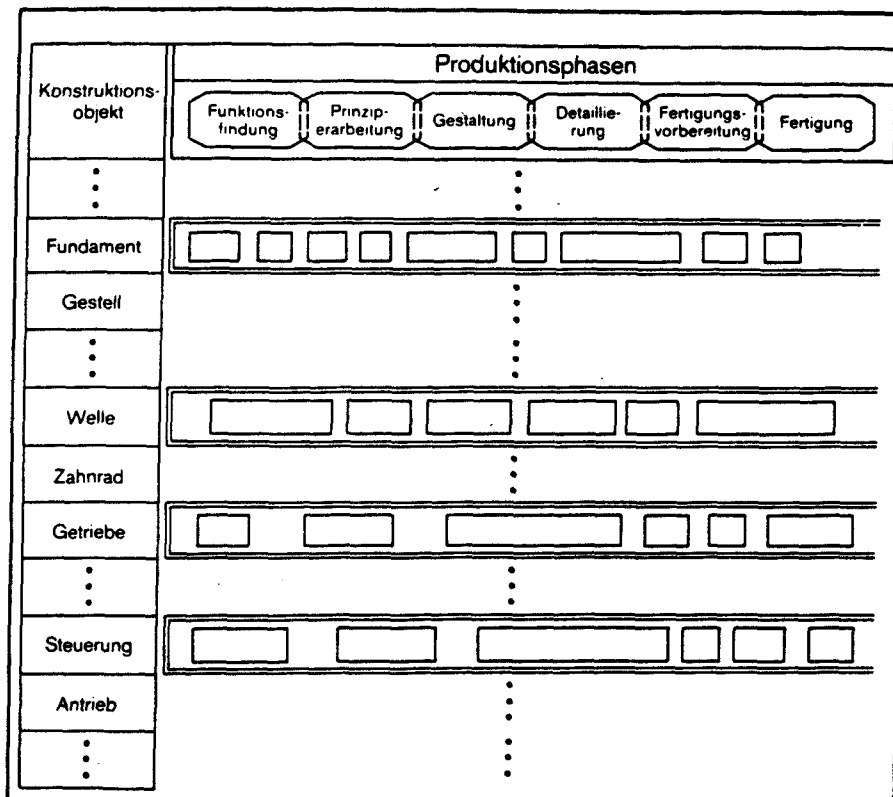 Konstruktions-
objekt
Produktionsphasen
Funktions-
findung
Prinzip-
erarbeitung
Gestaltung
Detaillie-
rung
Fertigungs-
vorbereitung
Fertigung
Fundament
Gestell
Welle
Zahnrad
Getriebe
Steuerung
Antrieb